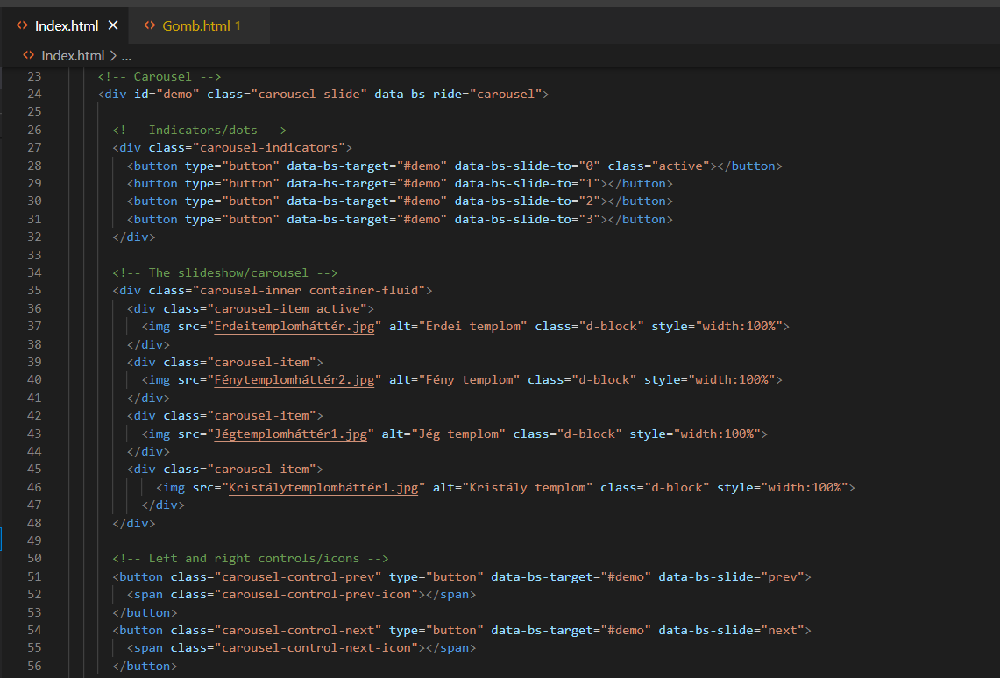 Index.html
Gomb.html 1
Index.html > ...
23 <!-- Carousel -->
24 <div id="demo" class="carousel slide" data-bs-ride="carousel">
25
26 <!-- Indicators/dots -->
27 <div class="carousel-indicators">
28 <button type="button" data-bs-target="#demo" data-bs-slide-to="0" class="active"></button>
29 <button type="button" data-bs-target="#demo" data-bs-slide-to="1"></button>
30 <button type="button" data-bs-target="#demo" data-bs-slide-to="2"></button>
31 <button type="button" data-bs-target="#demo" data-bs-slide-to="3"></button>
32 </div>
33
34 <!-- The slideshow/carousel -->
35 <div class="carousel-inner container-fluid">
36 <div class="carousel-item active">
37 <img src="Erdeitemplomháttér.jpg" alt="Erdei templom" class="d-block" style="width:100%">
38 </div>
39 <div class="carousel-item">
40 <img src="Fénytemplomháttér2.jpg" alt="Fény templom" class="d-block" style="width:100%">
41 </div>
42 <div class="carousel-item">
43 <img src="Jégtemplomháttér1.jpg" alt="Jég templom" class="d-block" style="width:100%">
44 </div>
45 <div class="carousel-item">
46 <img src="Kristálytemplomháttér1.jpg" alt="Kristály templom" class="d-block" style="width:100%">
47 </div>
48 </div>
49
50 <!-- Left and right controls/icons -->
51 <button class="carousel-control-prev" type="button" data-bs-target="#demo" data-bs-slide="prev">
52 <span class="carousel-control-prev-icon"></span>
53 </button>
54 <button class="carousel-control-next" type="button" data-bs-target="#demo" data-bs-slide="next">
55 <span class="carousel-control-next-icon"></span>
56 </button>